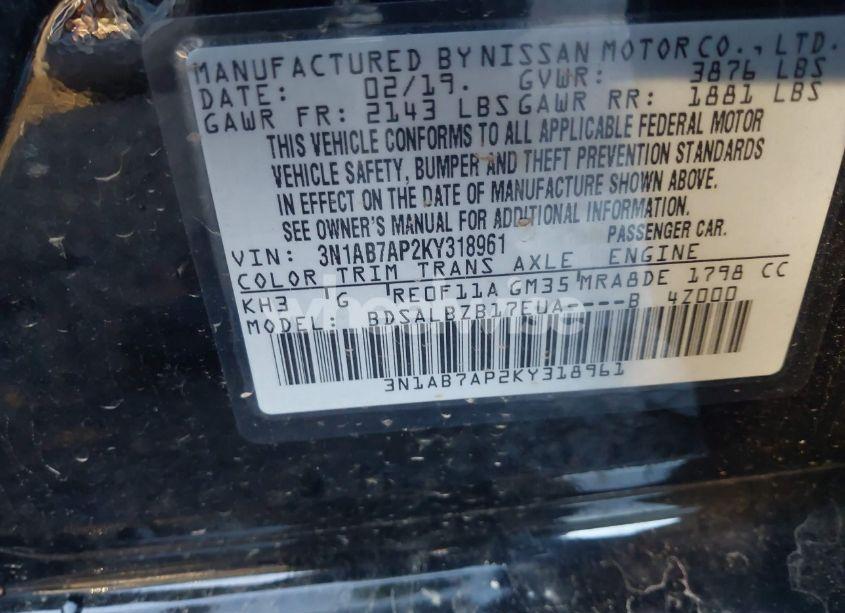 MANUFACTURED BY NISSAN MOTOR CO., LTD.
DATE: 02/19. GVWR: 3876 LBS
GAWR FR: 2143 LBS GAWR RR: 1881 LBS
THIS VEHICLE CONFORMS TO ALL APPLICABLE FEDERAL MOTOR
VEHICLE SAFETY, BUMPER AND THEFT PREVENTION STANDARDS
IN EFFECT ON THE DATE OF MANUFACTURE SHOWN ABOVE.
SEE OWNER'S MANUAL FOR ADDITIONAL INFORMATION.
VIN: 3N1AB7AP2KY318961 PASSENGER CAR.
COLOR TRIM TRANS AXLE ENGINE
KH3 G RE0F11A GM35 MRA8DE 1798 CC
MODEL: BDSALBZB17EUA----B 4Z000
3N1AB7AP2KY318961